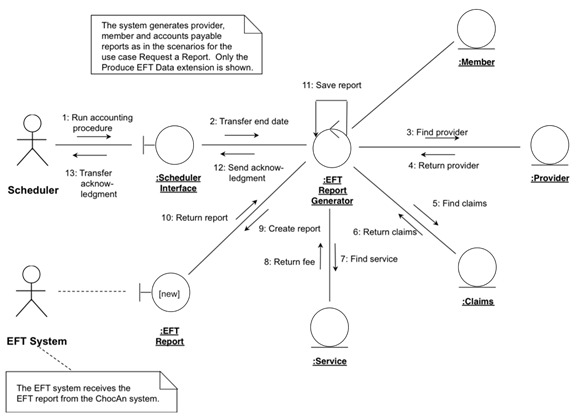 The system generates provider,
member and accounts payable
reports as in the scenarios for the
use case Request a Report. Only the
Produce EFT Data extension is shown.
:Member
11: Save report
1: Run accounting
procedure
2: Transfer end date
3: Find provider
4: Return provider
13: Transfer
acknow-
ledgment
12: Send acknow-
ledgment
Scheduler
:Scheduler
Interface
:EFT
Report
Generator
:Provider
5: Find claims
6: Return claims
10: Return report
9: Create report
8: Return fee
7: Find service
[new]
:Claims
EFT System
:EFT
Report
:Service
The EFT system receives the
EFT report from the ChocAn system.